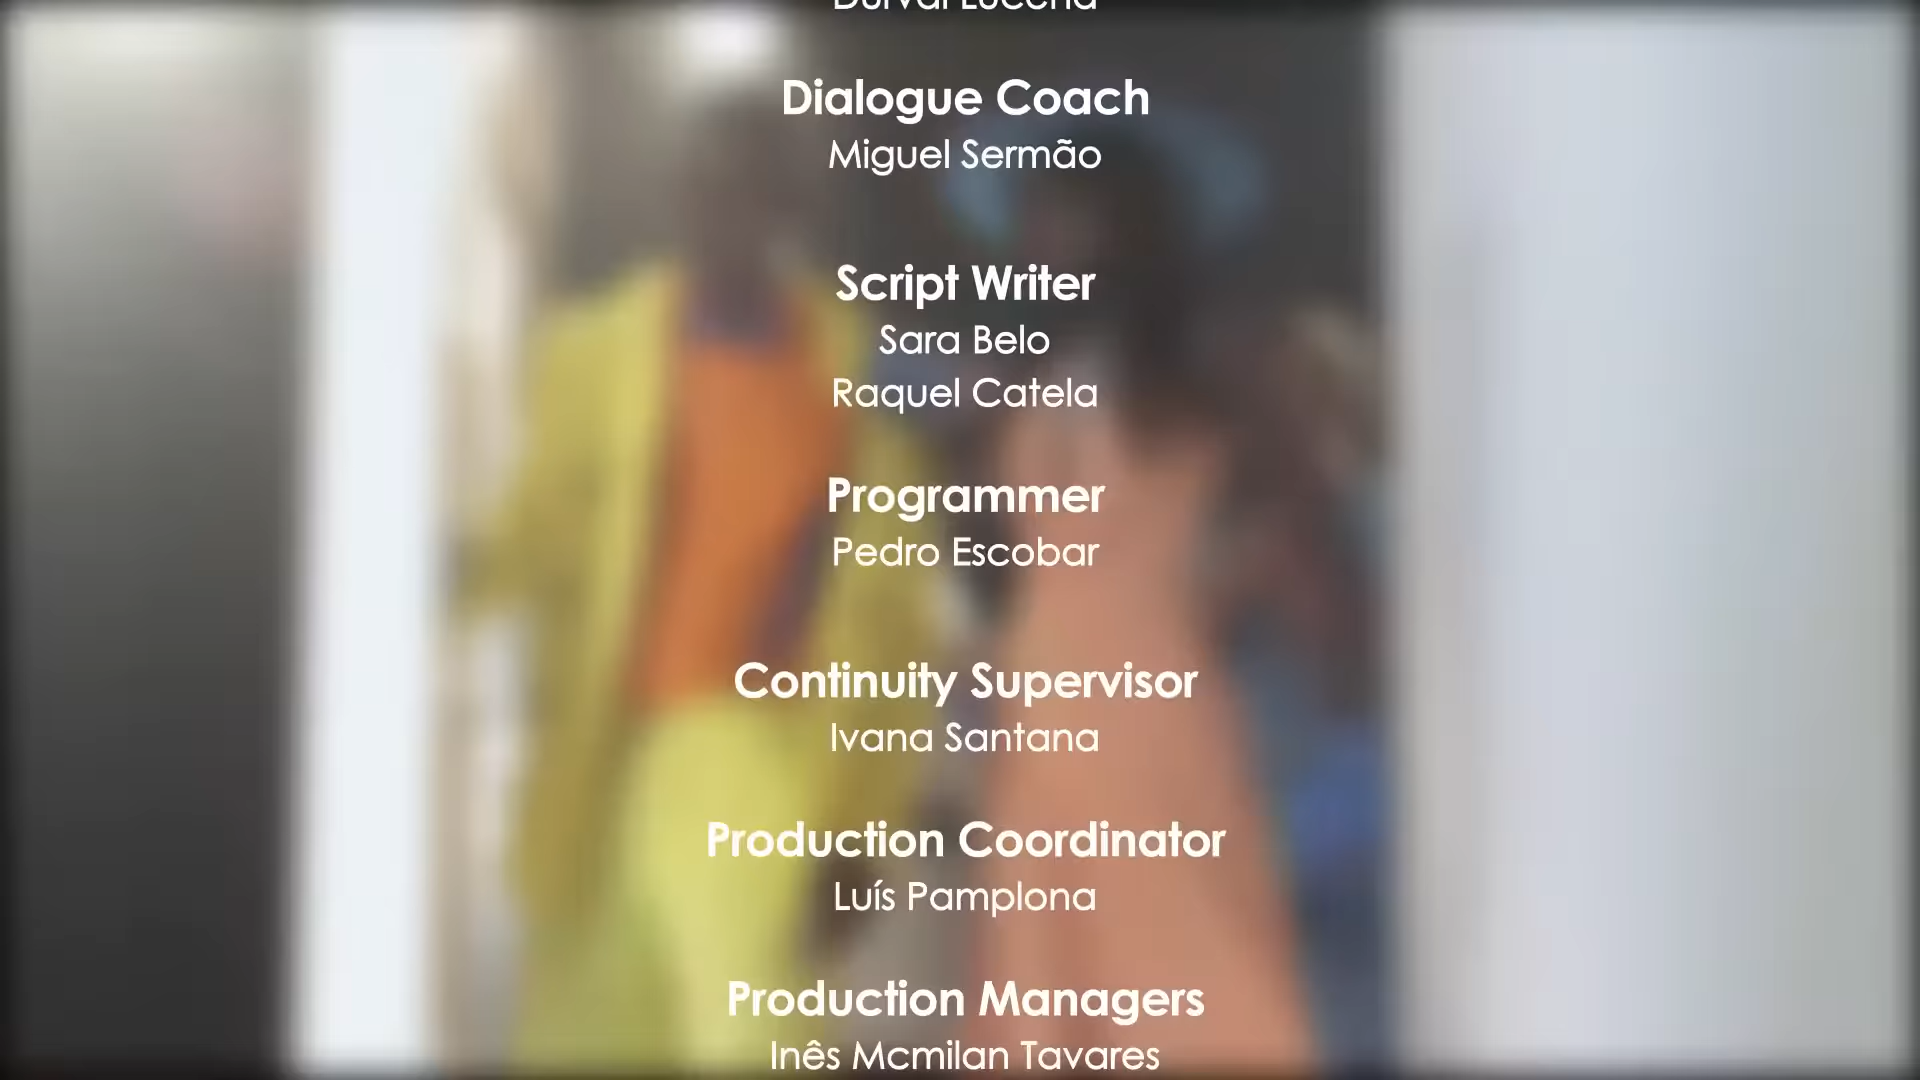 Dialogue Coach
Miguel Sermão
Script Writer
Sara Belo
Raquel Catela
Programmer
Pedro Escobar
Continuity Supervisor
Ivana Santana
Production Coordinator
Luís Pamplona
Production Managers
Inês Mcmilan Tavares